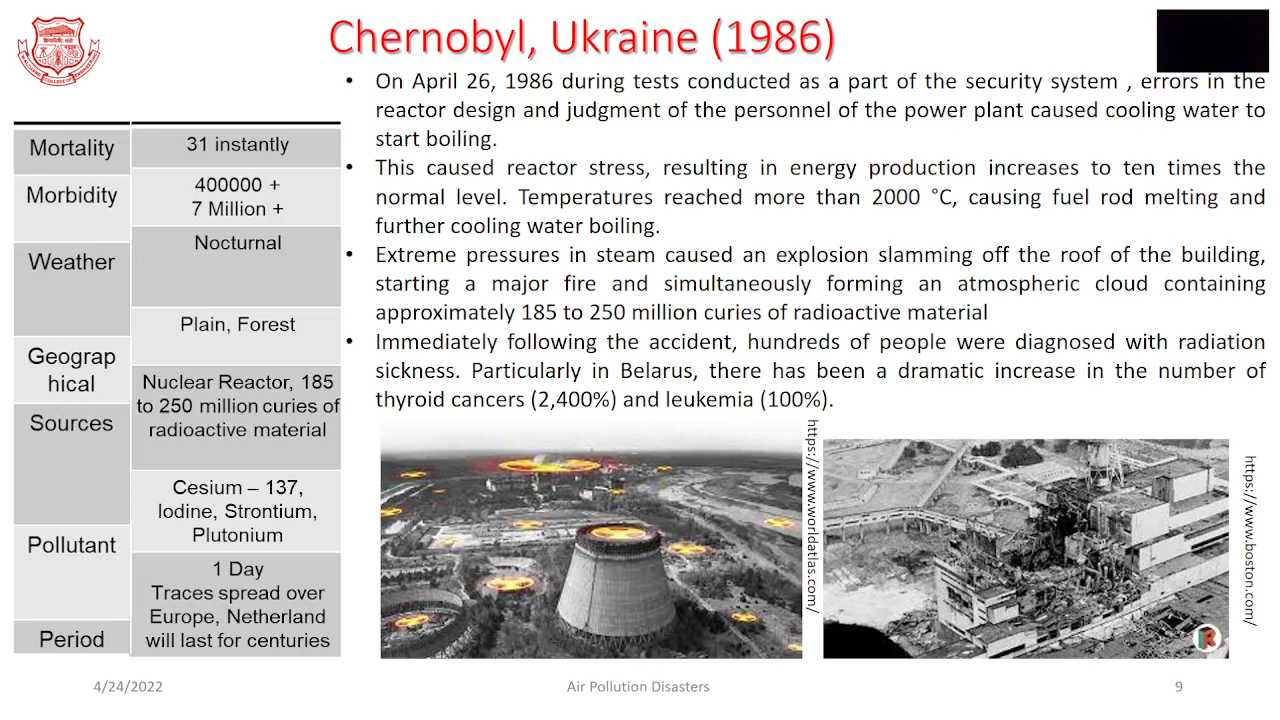 Chernobyl, Ukraine (1986)
• On April 26, 1986 during tests conducted as a part of the security system , errors in the
reactor design and judgment of the personnel of the power plant caused cooling water to
start boiling.
• This caused reactor stress, resulting in energy production increases to ten times the
normal level. Temperatures reached more than 2000 °C, causing fuel rod melting and
further cooling water boiling.
• Extreme pressures in steam caused an explosion slamming off the roof of the building,
starting a major fire and simultaneously forming an atmospheric cloud containing
approximately 185 to 250 million curies of radioactive material
• Immediately following the accident, hundreds of people were diagnosed with radiation
sickness. Particularly in Belarus, there has been a dramatic increase in the number of
thyroid cancers (2,400%) and leukemia (100%).
Mortality
31 instantly
Morbidity
400000 +
7 Million +
Weather
Nocturnal
Geograp
hical
Plain, Forest
Sources
Nuclear Reactor, 185
to 250 million curies of
radioactive material
Pollutant
Cesium – 137,
Iodine, Strontium,
Plutonium
Period
1 Day
Traces spread over
Europe, Netherland
will last for centuries
https://www.worldatlas.com/
https://www.boston.com/
4/24/2022
Air Pollution Disasters
9